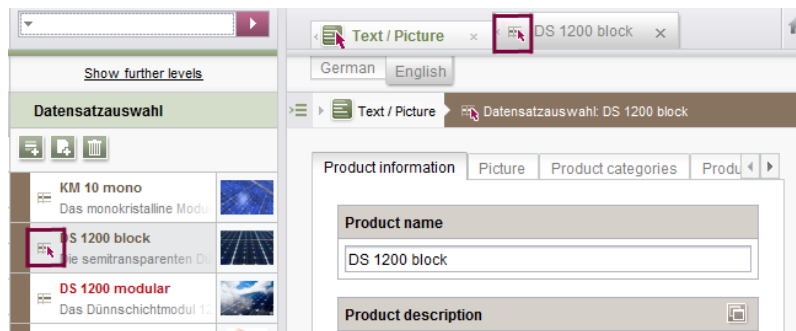 Show further levels
Datensatzauswahl
KM 10 mono
Das monokristalline Modu
DS 1200 block
Die semitransparenten Dü
DS 1200 modular
Das Dünnschichtmodul 12
Text / Picture × DS 1200 block ×
German English
Text / Picture Datensatzauswahl: DS 1200 block
Product information Picture Product categories Produ
Product name
DS 1200 block
Product description